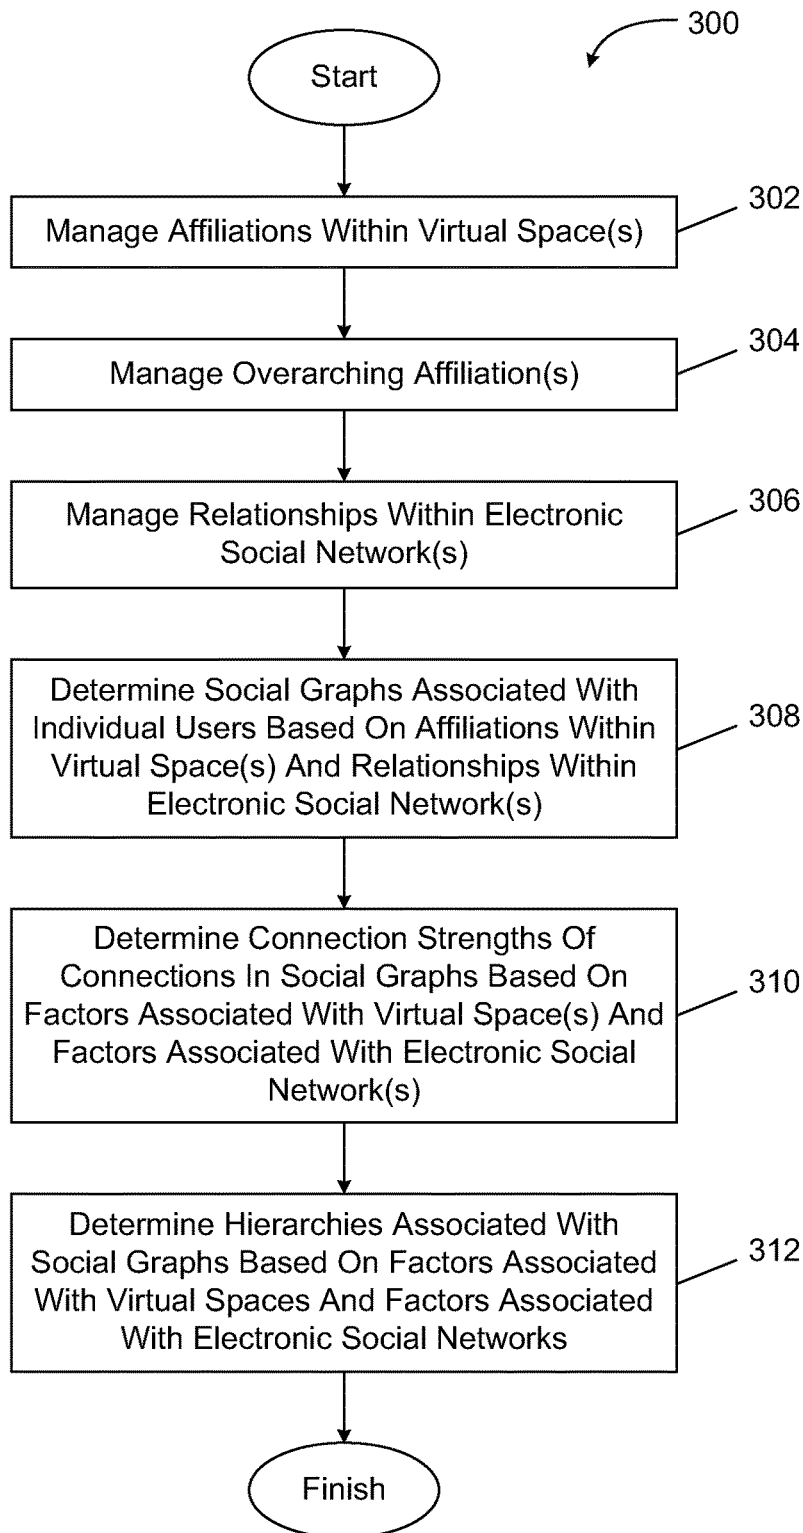 300
Start
302
Manage Affiliations Within Virtual Space(s)
304
Manage Overarching Affiliation(s)
306
Manage Relationships Within Electronic
Social Network(s)
308
Determine Social Graphs Associated With
Individual Users Based On Affiliations Within
Virtual Space(s) And Relationships Within
Electronic Social Network(s)
310
Determine Connection Strengths Of
Connections In Social Graphs Based On
Factors Associated With Virtual Space(s) And
Factors Associated With Electronic Social
Network(s)
312
Determine Hierarchies Associated With
Social Graphs Based On Factors Associated
With Virtual Spaces And Factors Associated
With Electronic Social Networks
Finish